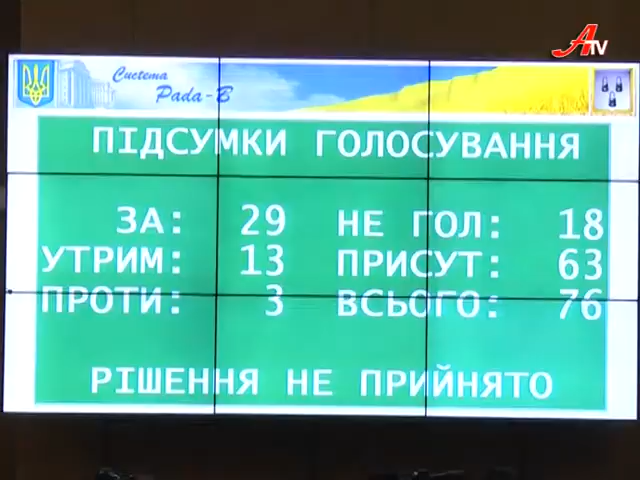 ATV
Система
Рада-В
ПІДСУМКИ ГОЛОСУВАННЯ
ЗА: 29 НЕ ГОЛ: 18
УТРИМ: 13 ПРИСУТ: 63
ПРОТИ: 3 ВСЬОГО: 76
РІШЕННЯ НЕ ПРИЙНЯТО